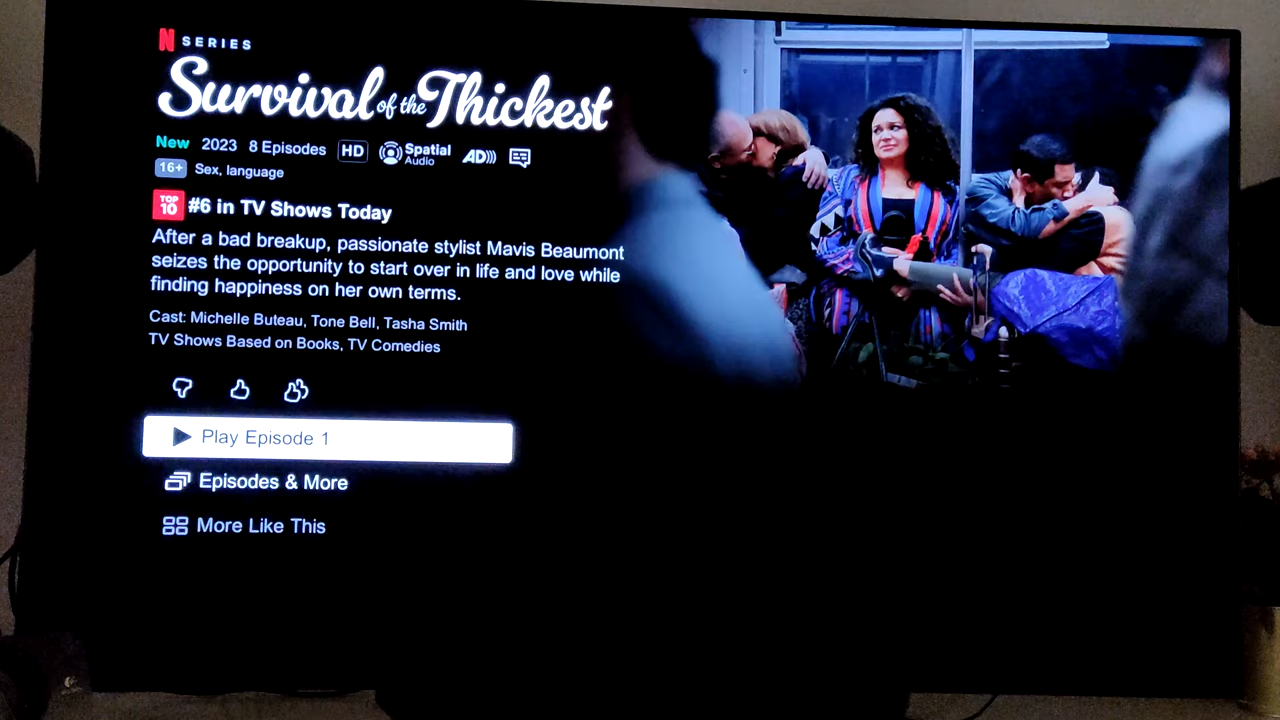 N SERIES
Survival of the Thickest
New 2023 8 Episodes HD Spatial Audio AD)))
16+ Sex, language
TOP 10 #6 in TV Shows Today
After a bad breakup, passionate stylist Mavis Beaumont
seizes the opportunity to start over in life and love while
finding happiness on her own terms.
Cast: Michelle Buteau, Tone Bell, Tasha Smith
TV Shows Based on Books, TV Comedies
Play Episode 1
Episodes & More
More Like This